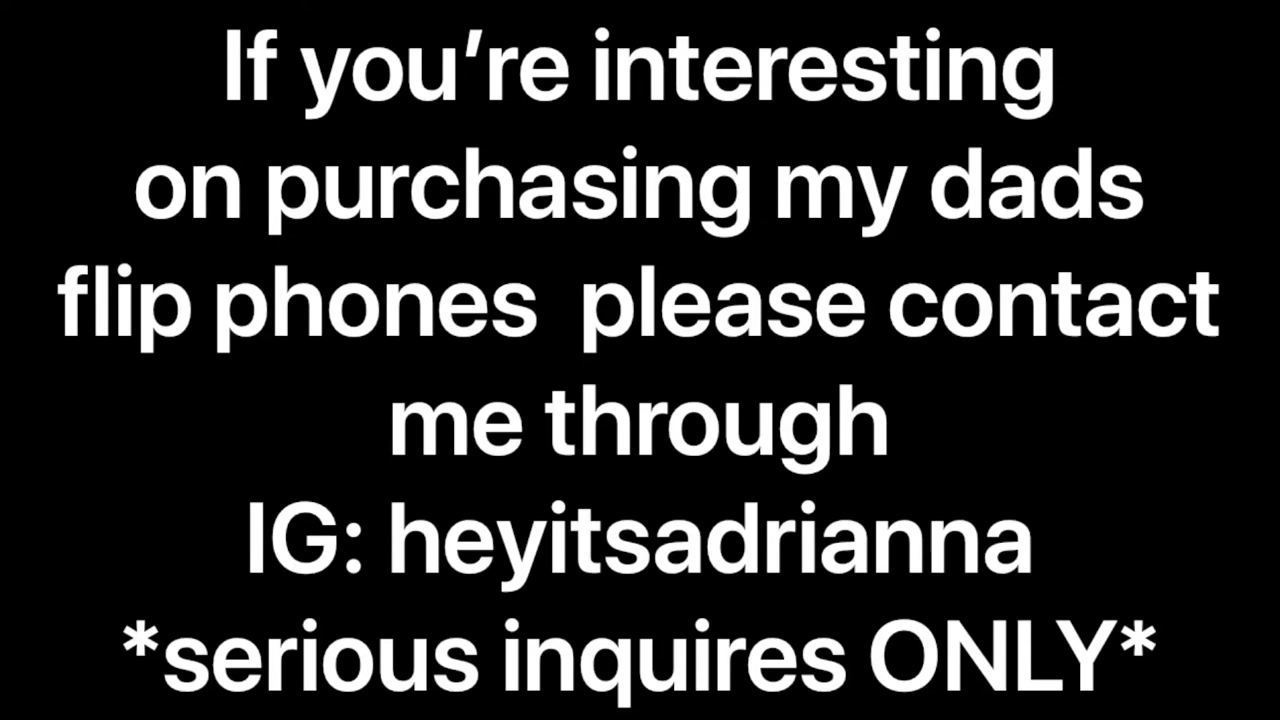 If you’re interesting
on purchasing my dads
flip phones  please contact
me through
IG: heyitsadrianna
*serious inquires ONLY*